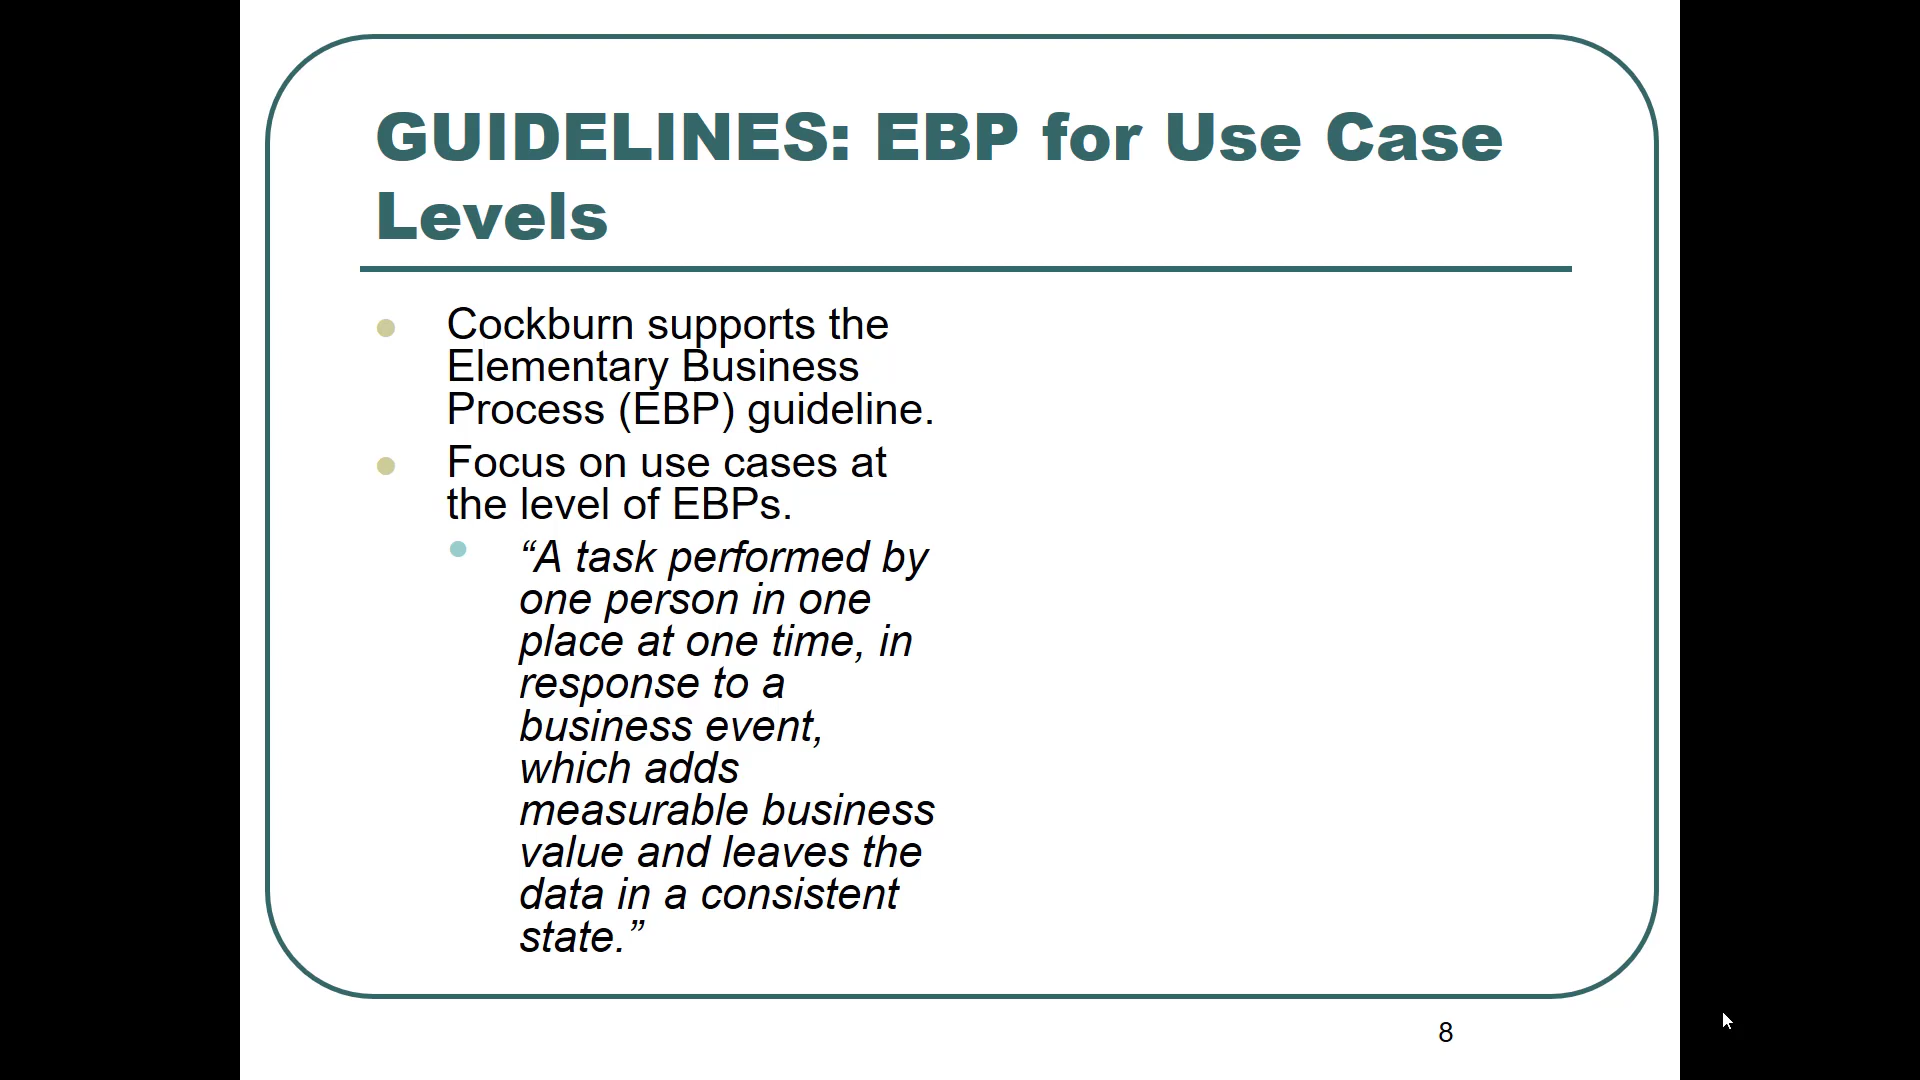 GUIDELINES: EBP for Use Case
Levels
Cockburn supports the
Elementary Business
Process (EBP) guideline.
Focus on use cases at
the level of EBPs.
“A task performed by
one person in one
place at one time, in
response to a
business event,
which adds
measurable business
value and leaves the
data in a consistent
state.”
8